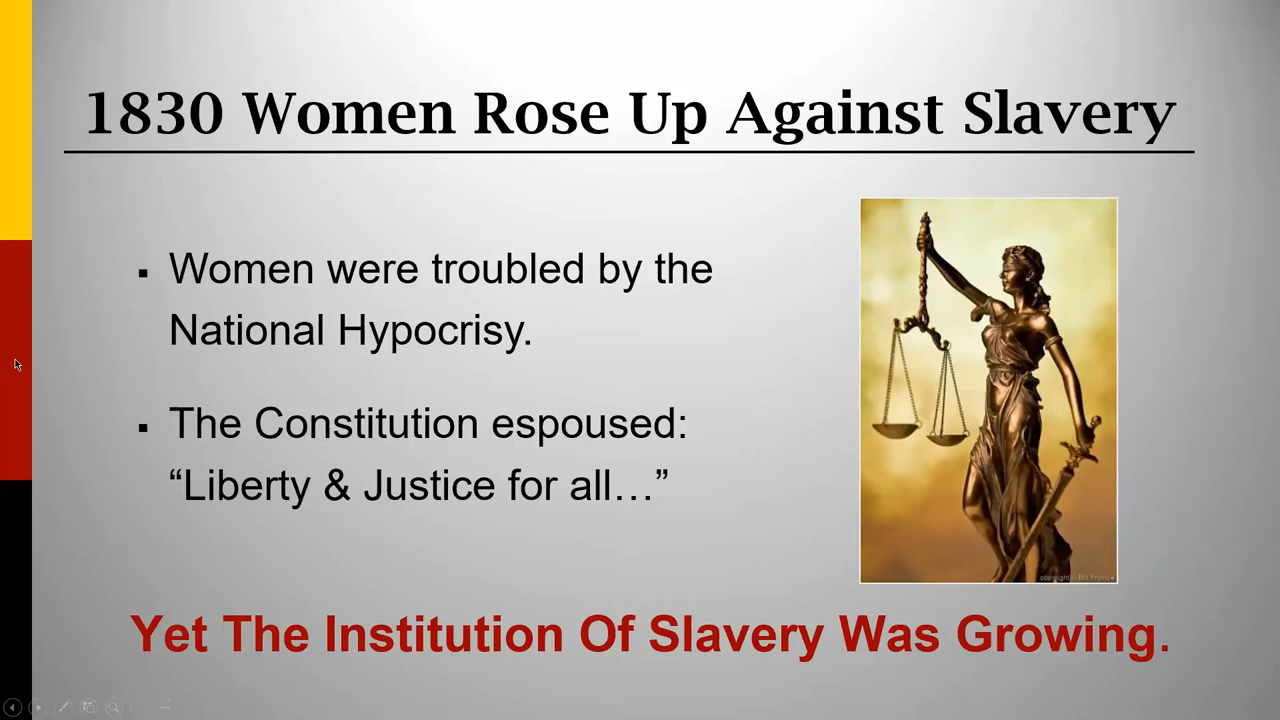 1830 Women Rose Up Against Slavery
▪ Women were troubled by the
National Hypocrisy.
▪ The Constitution espoused:
“Liberty & Justice for all…”
Yet The Institution Of Slavery Was Growing.